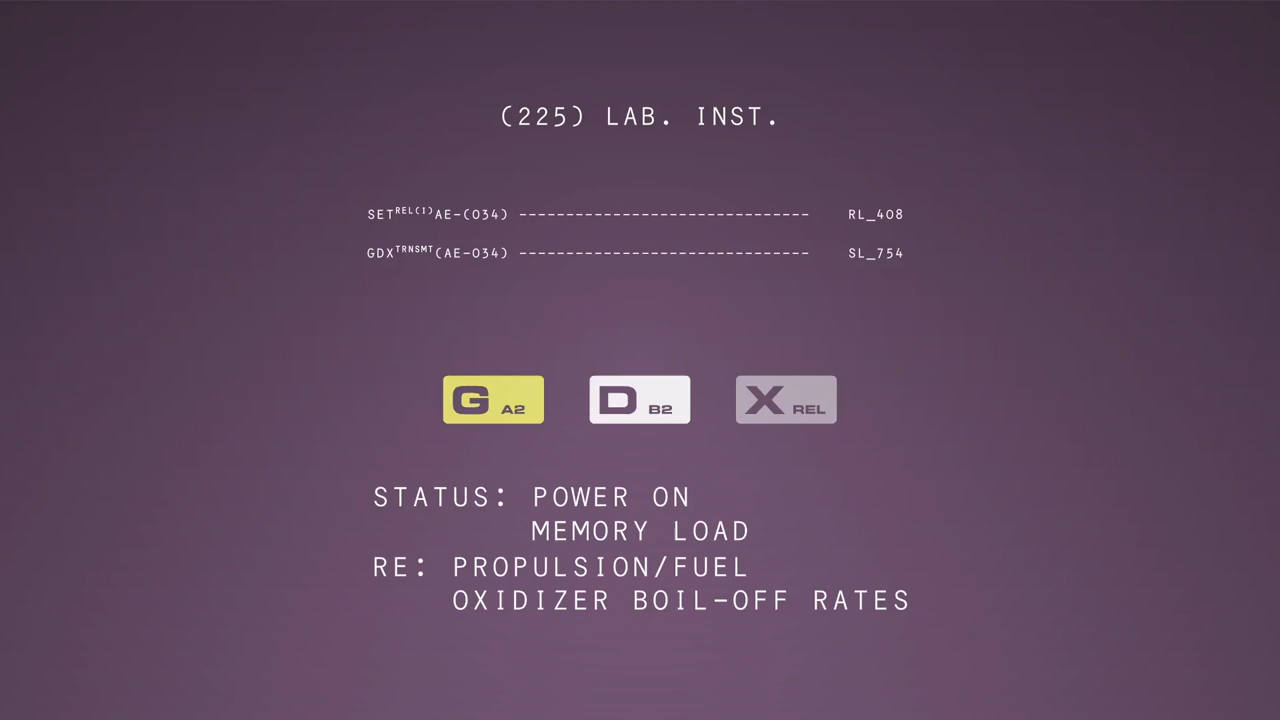 (225) LAB. INST.
SET REL(I) AE-(034) ------------------------------- RL_408
GDX TRNSMT (AE-034) ------------------------------- SL_754
G A2 D B2 X REL
STATUS: POWER ON
MEMORY LOAD
RE: PROPULSION/FUEL
OXIDIZER BOIL-OFF RATES